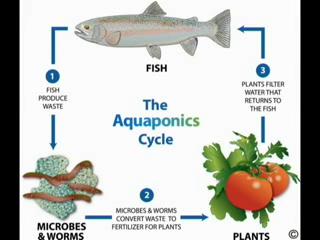 FISH
1
FISH
PRODUCE
WASTE
3
PLANTS FILTER
WATER THAT
RETURNS TO
THE FISH
The
Aquaponics
Cycle
2
MICROBES & WORMS
CONVERT WASTE TO
FERTILIZER FOR PLANTS
MICROBES
& WORMS
PLANTS
©